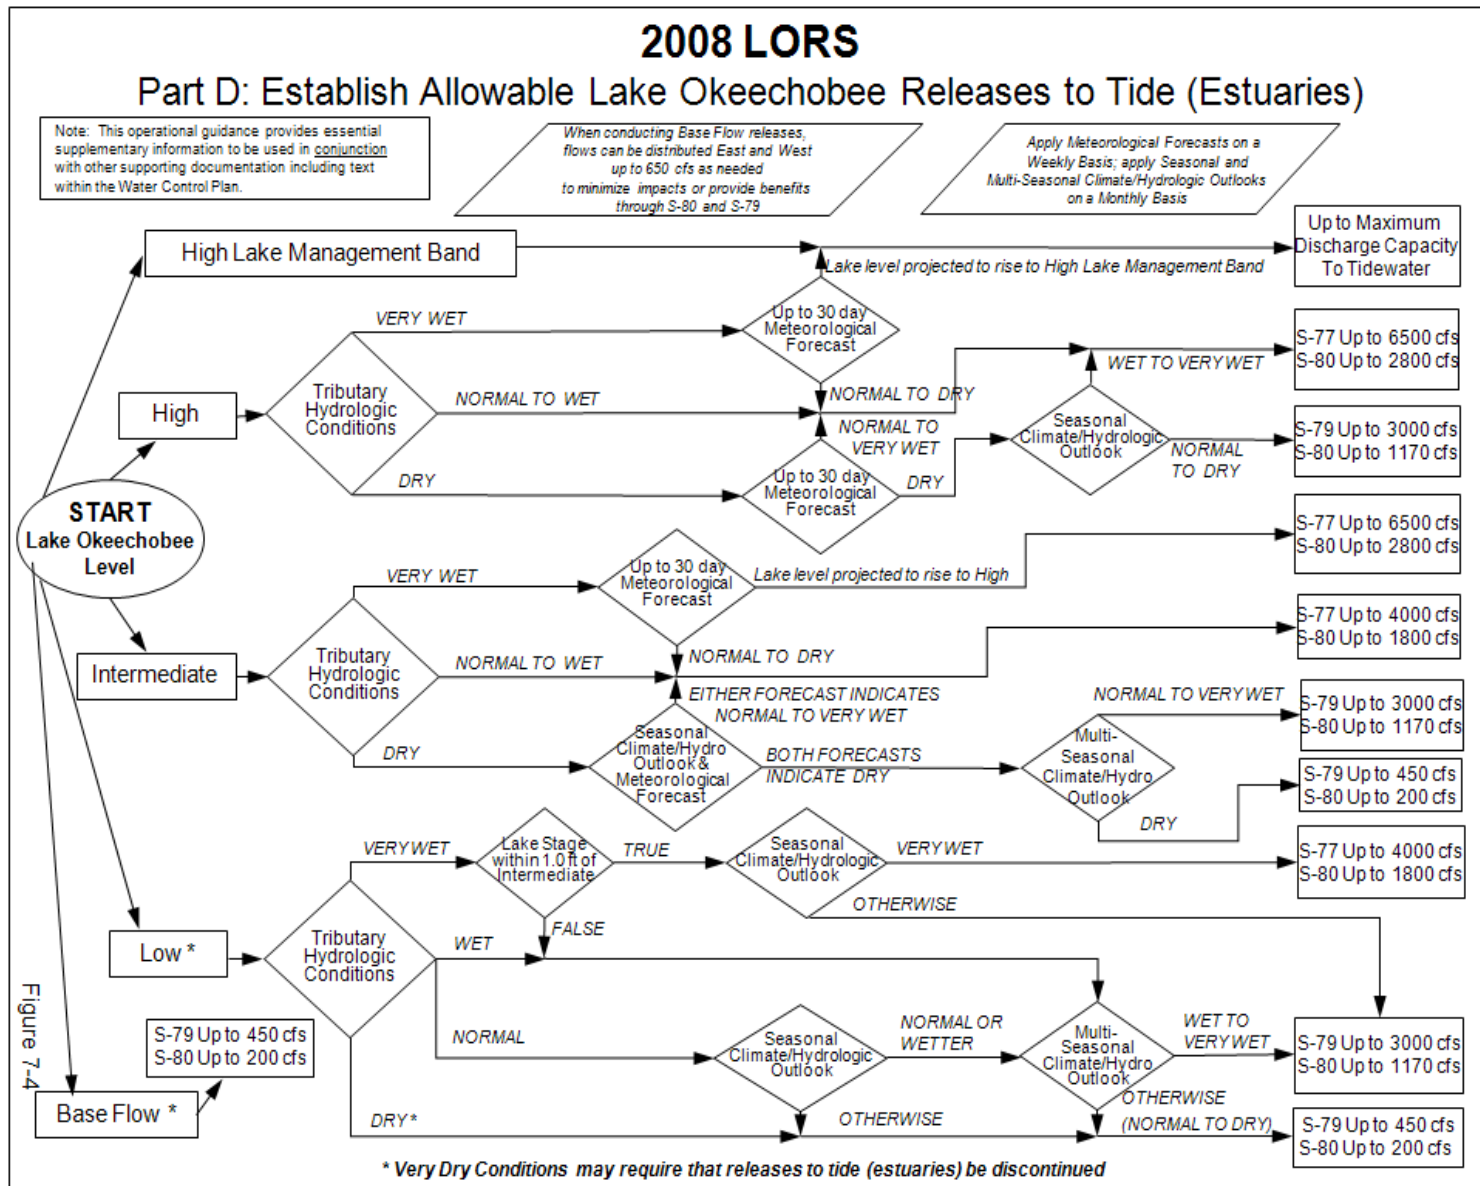 2008 LORS
Part D: Establish Allowable Lake Okeechobee Releases to Tide (Estuaries)
Note: This operational guidance provides essential
supplementary information to be used in conjunction
with other supporting documentation including text
within the Water Control Plan.
When conducting Base Flow releases,
flows can be distributed East and West
up to 650 cfs as needed
to minimize impacts or provide benefits
through S-80 and S-79
Apply Meteorological Forecasts on a
Weekly Basis; apply Seasonal and
Multi-Seasonal Climate/Hydrologic Outlooks
on a Monthly Basis
High Lake Management Band
Lake level projected to rise to High Lake Management Band
Up to Maximum
Discharge Capacity
To Tidewater
High
Tributary
Hydrologic
Conditions
VERY WET
Up to 30 day
Meteorological
Forecast
NORMAL TO DRY
NORMAL TO WET
NORMAL TO
VERY WET
DRY
Up to 30 day
Meteorological
Forecast
DRY
Seasonal
Climate/Hydrologic
Outlook
WET TO VERY WET
S-77 Up to 6500 cfs
S-80 Up to 2800 cfs
NORMAL
TO DRY
S-79 Up to 3000 cfs
S-80 Up to 1170 cfs
START
Lake Okeechobee
Level
Intermediate
Tributary
Hydrologic
Conditions
VERY WET
Up to 30 day
Meteorological
Forecast
Lake level projected to rise to High
S-77 Up to 6500 cfs
S-80 Up to 2800 cfs
NORMAL TO WET
NORMAL TO DRY
S-77 Up to 4000 cfs
S-80 Up to 1800 cfs
EITHER FORECAST INDICATES
NORMAL TO VERY WET
DRY
Seasonal
Climate/Hydro
Outlook &
Meteorological
Forecast
BOTH FORECASTS
INDICATE DRY
Multi-
Seasonal
Climate/Hydro
Outlook
NORMAL TO VERY WET
S-79 Up to 3000 cfs
S-80 Up to 1170 cfs
DRY
S-79 Up to 450 cfs
S-80 Up to 200 cfs
Low *
Tributary
Hydrologic
Conditions
VERY WET
Lake Stage
within 1.0 ft of
Intermediate
TRUE
Seasonal
Climate/Hydrologic
Outlook
VERY WET
S-77 Up to 4000 cfs
S-80 Up to 1800 cfs
OTHERWISE
FALSE
WET
NORMAL
Seasonal
Climate/Hydrologic
Outlook
NORMAL OR
WETTER
Multi-
Seasonal
Climate/Hydro
Outlook
WET TO
VERY WET
S-79 Up to 3000 cfs
S-80 Up to 1170 cfs
DRY *
OTHERWISE
OTHERWISE
(NORMAL TO DRY)
S-79 Up to 450 cfs
S-80 Up to 200 cfs
Base Flow *
S-79 Up to 450 cfs
S-80 Up to 200 cfs
Figure 7-4
* Very Dry Conditions may require that releases to tide (estuaries) be discontinued